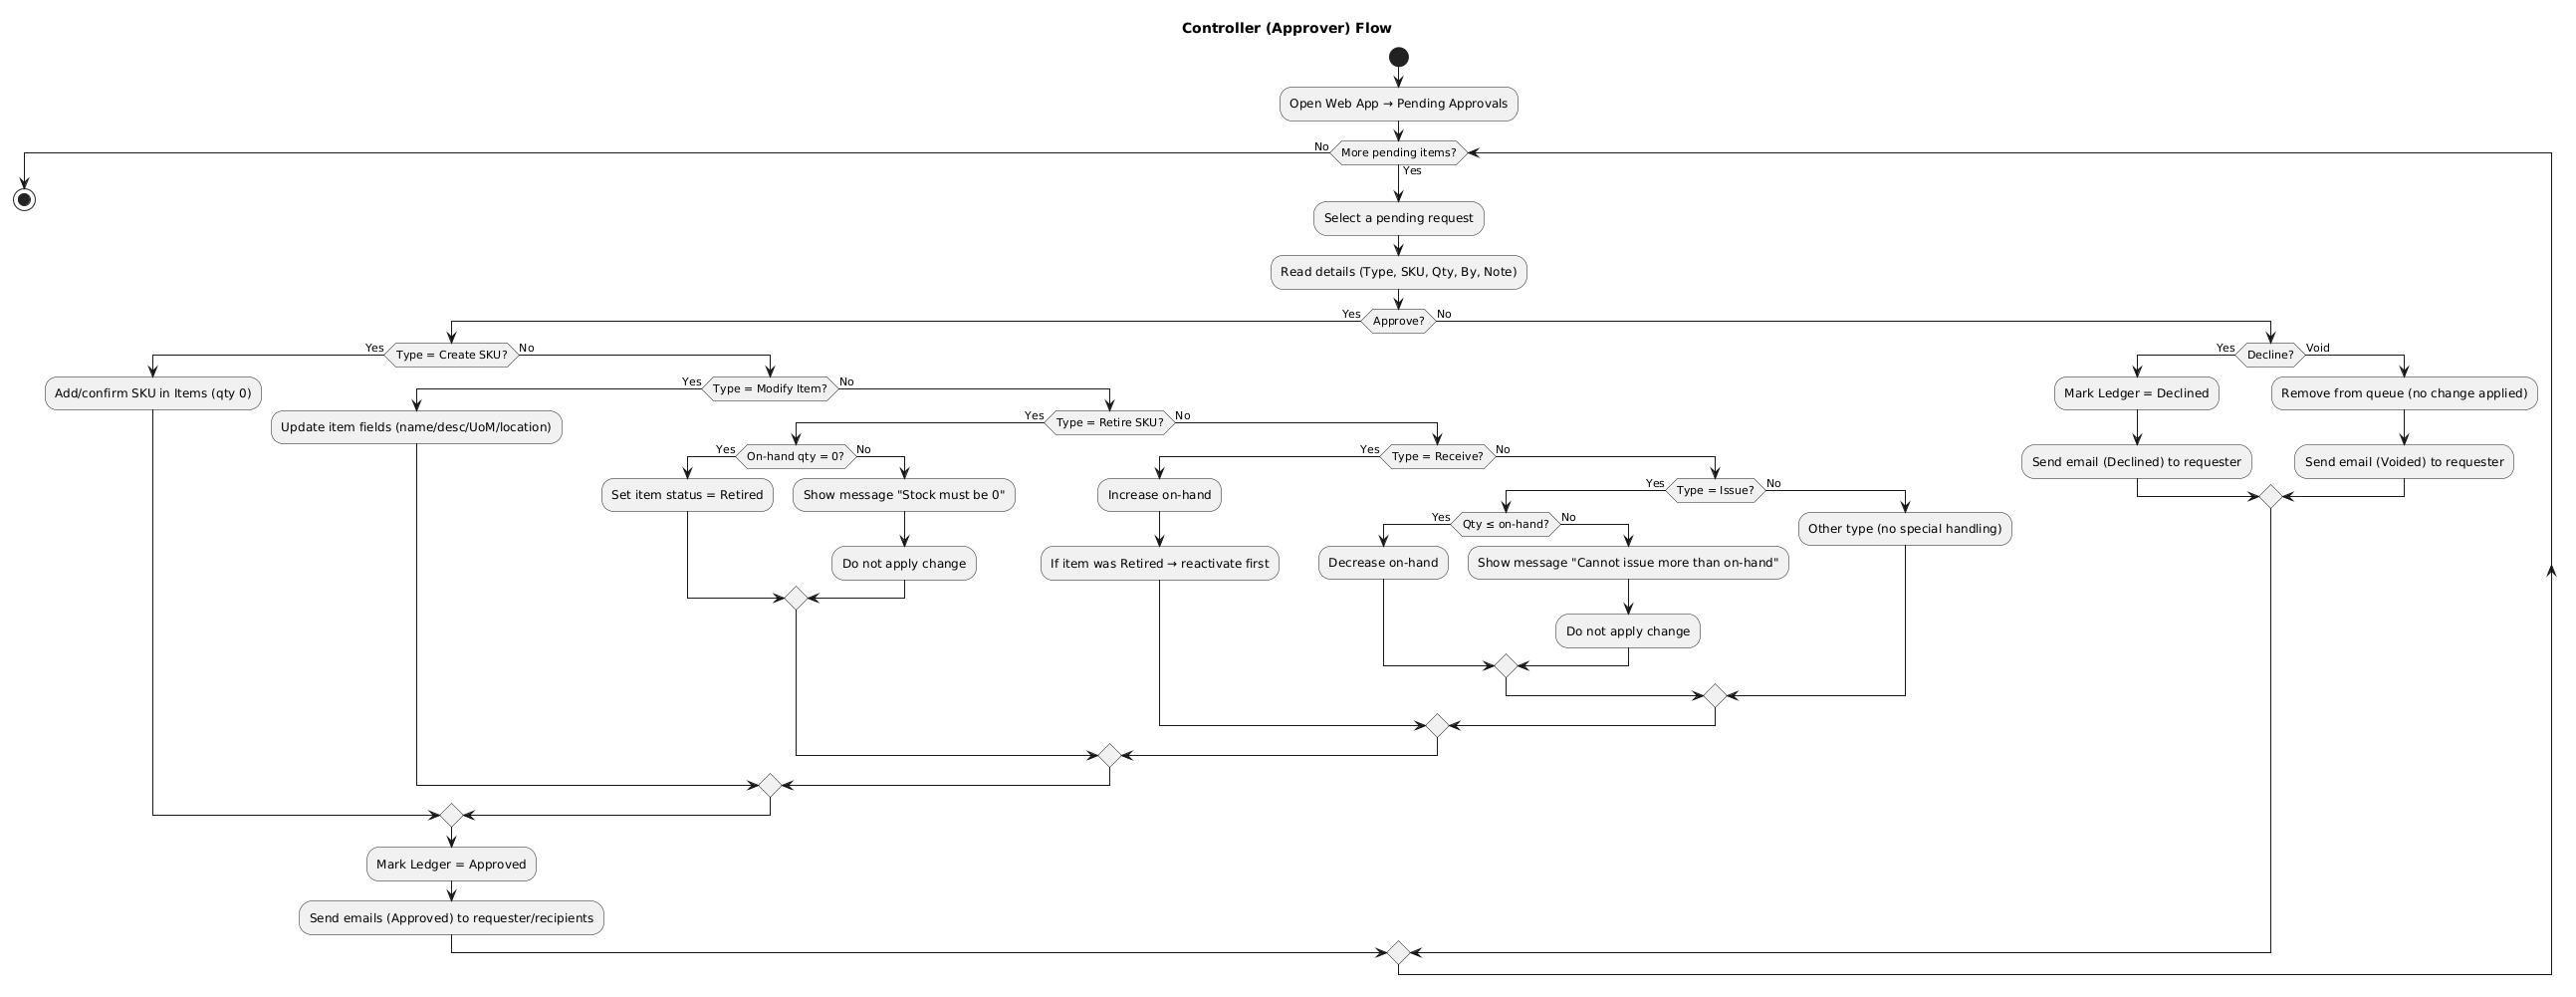 Controller (Approver) Flow
Open Web App → Pending Approvals
No
More pending items?
Yes
Select a pending request
Read details (Type, SKU, Qty, By, Note)
Yes
Approve?
No
Yes
Type = Create SKU?
No
Add/confirm SKU in Items (qty 0)
Yes
Type = Modify Item?
No
Update item fields (name/desc/UoM/location)
Yes
Type = Retire SKU?
No
Yes
On-hand qty = 0?
No
Set item status = Retired
Show message "Stock must be 0"
Do not apply change
Yes
Type = Receive?
No
Increase on-hand
If item was Retired → reactivate first
Yes
Type = Issue?
No
Yes
Qty ≤ on-hand?
No
Decrease on-hand
Show message "Cannot issue more than on-hand"
Do not apply change
Other type (no special handling)
Mark Ledger = Approved
Send emails (Approved) to requester/recipients
Yes
Decline?
Void
Mark Ledger = Declined
Send email (Declined) to requester
Remove from queue (no change applied)
Send email (Voided) to requester